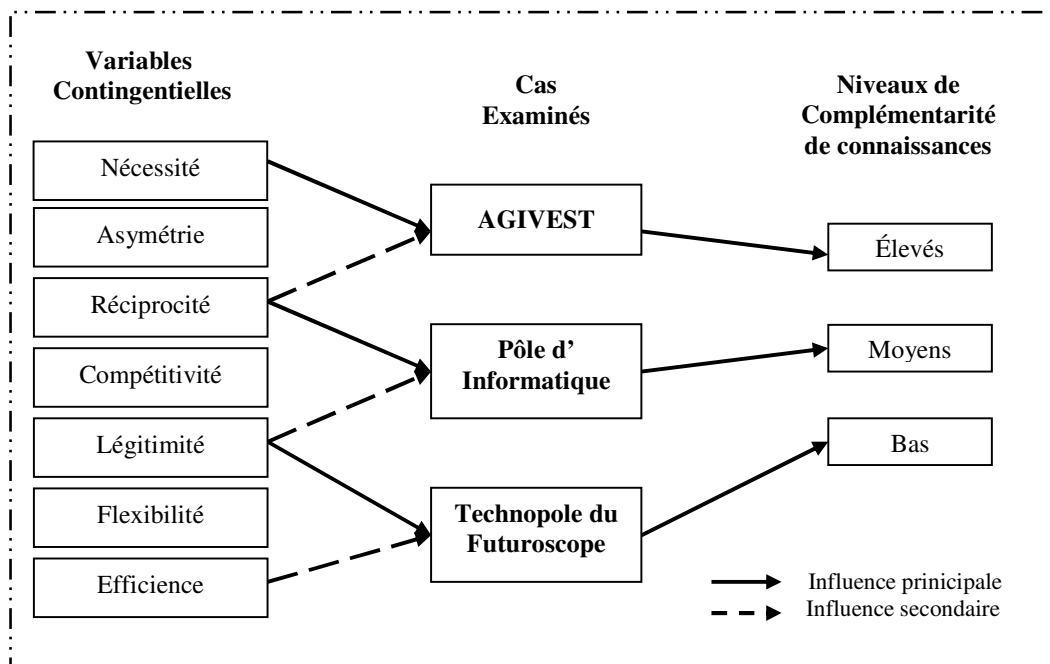 Variables
Contingentielles
Cas
Examinés
Niveaux de
Complémentarité
de connaissances
Nécessité
Asymétrie
Réciprocité
Compétitivité
Légitimité
Flexibilité
Efficience
AGIVEST
Pôle d'
Informatique
Technopole du
Futuroscope
Élevés
Moyens
Bas
Influence prinicipale
Influence secondaire